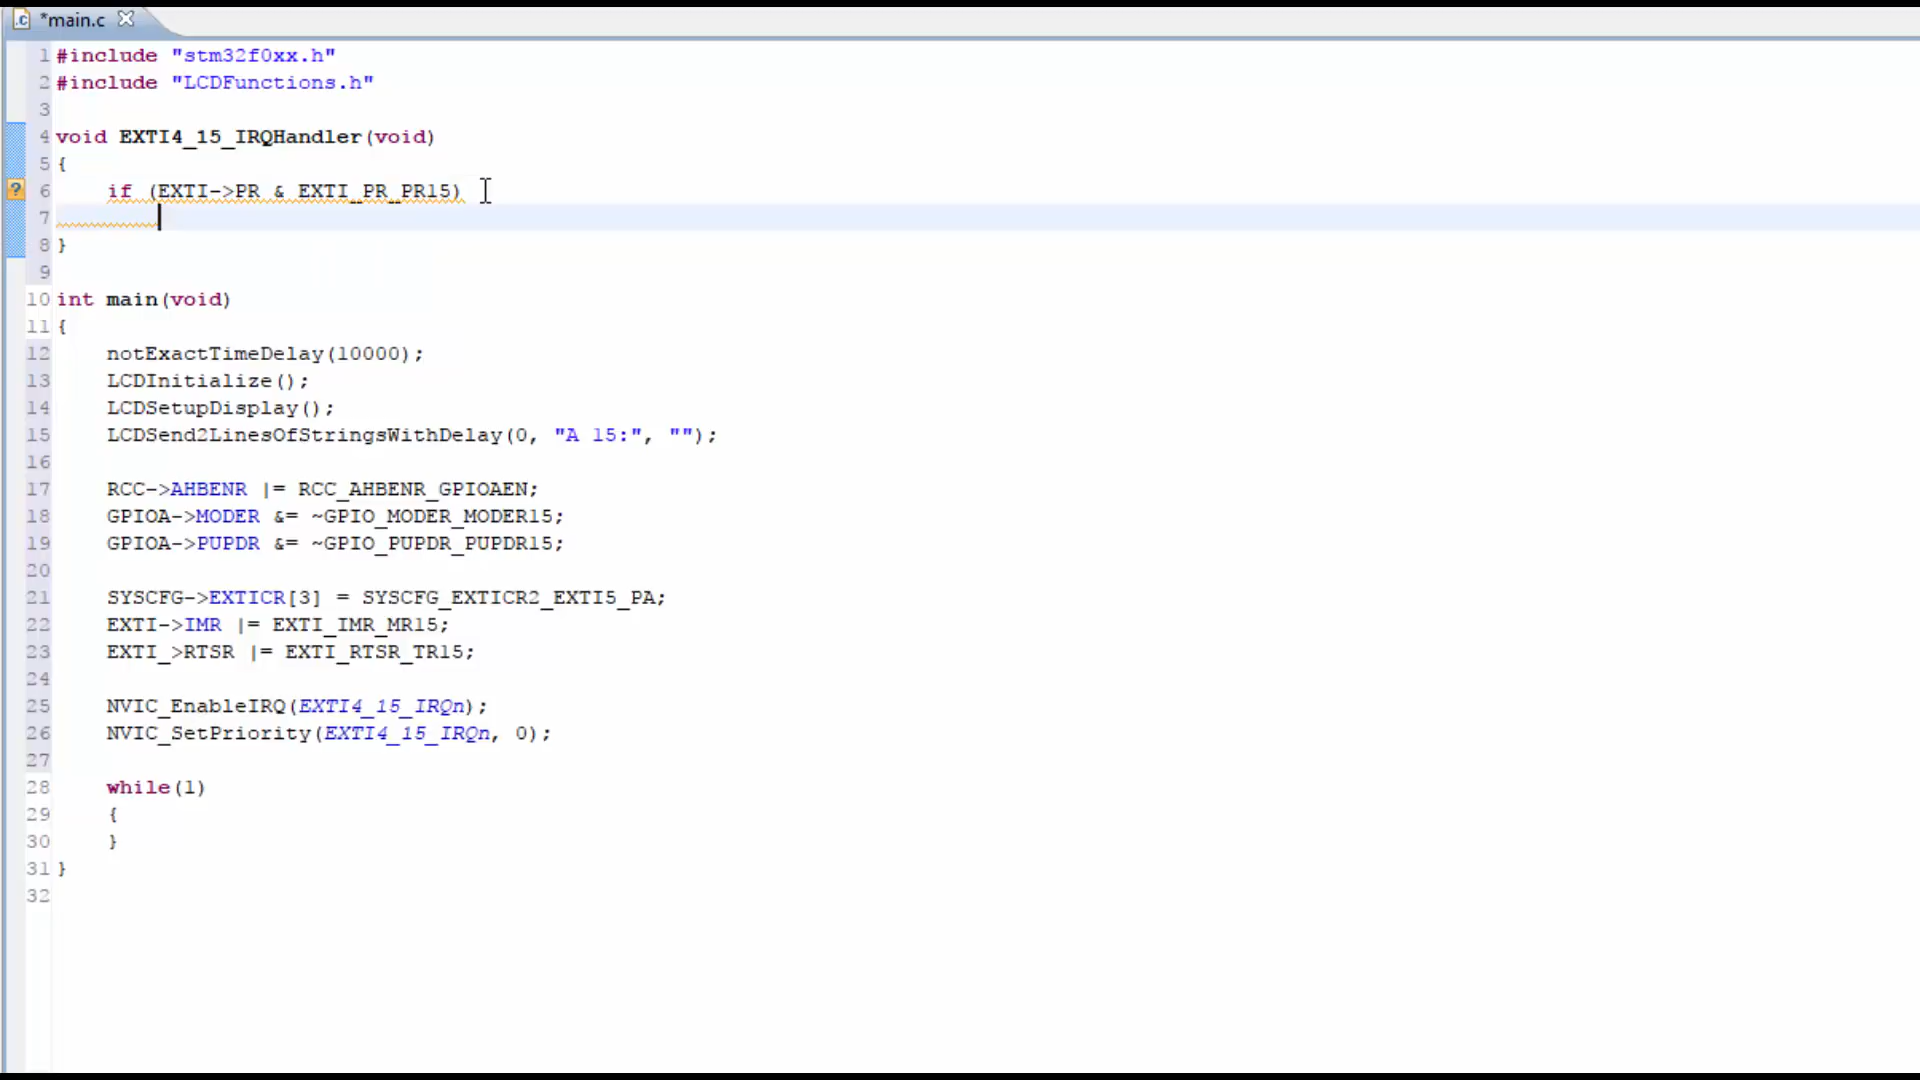 *main.c
1 #include "stm32f0xx.h"
2 #include "LCDFunctions.h"
3
4 void EXTI4_15_IRQHandler(void)
5 {
6     if (EXTI->PR & EXTI_PR_PR15)
7
8 }
9
10 int main(void)
11 {
12     notExactTimeDelay(10000);
13     LCDInitialize();
14     LCDSetupDisplay();
15     LCDSend2LinesOfStringsWithDelay(0, "A 15:", "");
16
17     RCC->AHBENR |= RCC_AHBENR_GPIOAEN;
18     GPIOA->MODER &= ~GPIO_MODER_MODER15;
19     GPIOA->PUPDR &= ~GPIO_PUPDR_PUPDR15;
20
21     SYSCFG->EXTICR[3] = SYSCFG_EXTICR2_EXTI5_PA;
22     EXTI->IMR |= EXTI_IMR_MR15;
23     EXTI_>RTSR |= EXTI_RTSR_TR15;
24
25     NVIC_EnableIRQ(EXTI4_15_IRQn);
26     NVIC_SetPriority(EXTI4_15_IRQn, 0);
27
28     while(1)
29     {
30     }
31 }
32